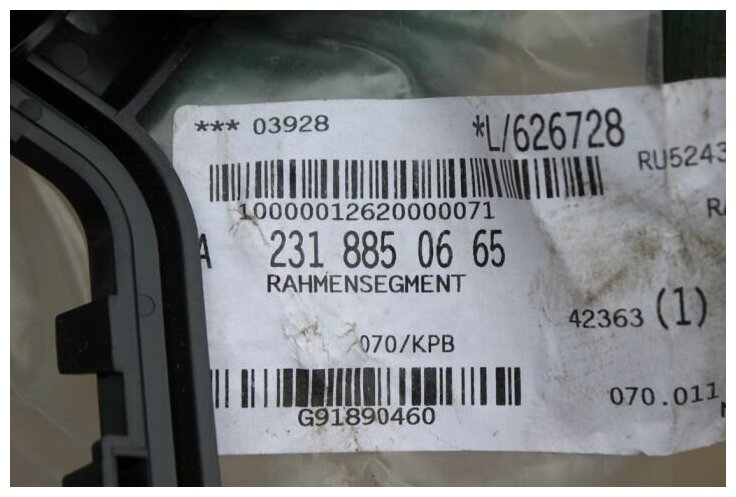 *** 03928 *L/626728
RU5243
10000012620000071
A 231 885 06 65
RAHMENSEGMENT
42363 (1)
070/KPB
070.011
G91890460